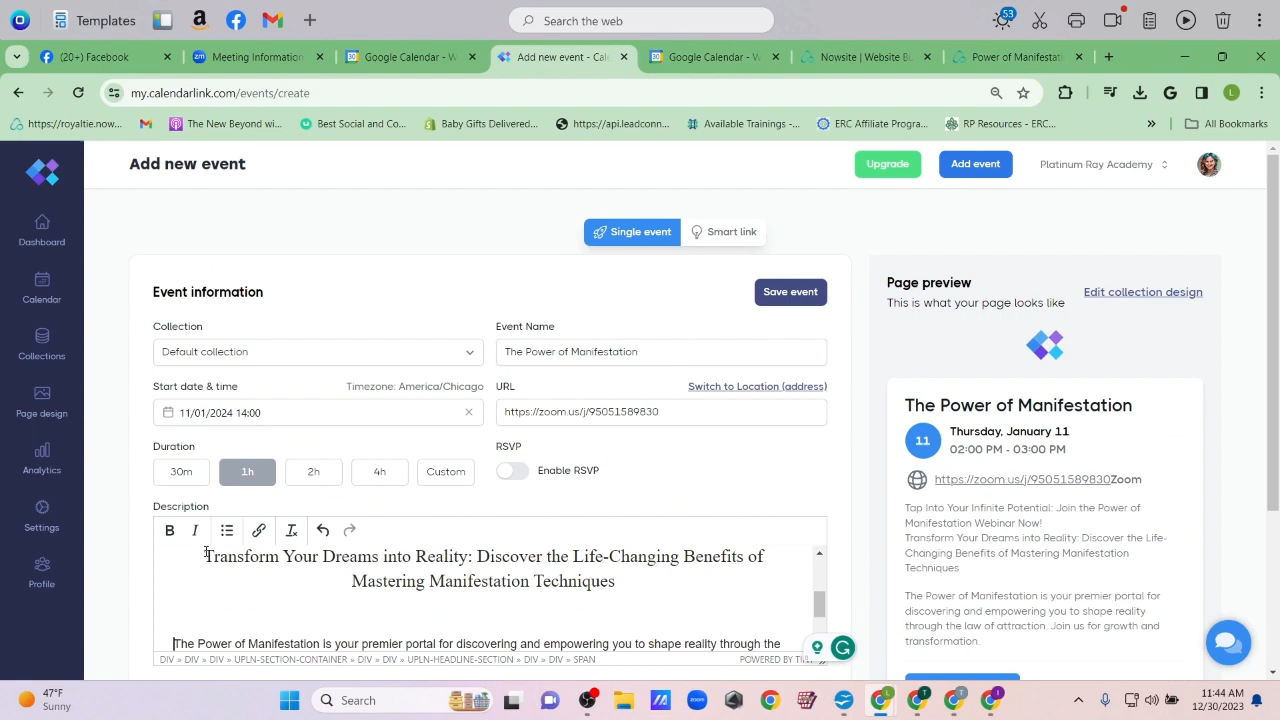 Templates
Search the web
53
(20+) Facebook
Meeting Information
Google Calendar - W
Add new event - Cale
Google Calendar - W
Nowsite | Website Bu
Power of Manifestati
my.calendarlink.com/events/create
L
https://royaltie.now...
The New Beyond wi...
Best Social and Co...
Baby Gifts Delivered...
https://api.leadconn...
Available Trainings -...
ERC Affiliate Progra...
RP Resources - ERC...
All Bookmarks
Add new event
Upgrade
Add event
Platinum Ray Academy
Dashboard
Calendar
Collections
Page design
Analytics
Settings
Profile
Single event
Smart link
Event information
Save event
Collection
Default collection
Event Name
The Power of Manifestation
Start date & time
Timezone: America/Chicago
11/01/2024 14:00
URL
Switch to Location (address)
https://zoom.us/j/95051589830
Duration
30m
1h
2h
4h
Custom
RSVP
Enable RSVP
Description
Transform Your Dreams into Reality: Discover the Life-Changing Benefits of
Mastering Manifestation Techniques
The Power of Manifestation is your premier portal for discovering and empowering you to shape reality through the
DIV » DIV » DIV » UPLN-SECTION-CONTAINER » DIV » DIV » UPLN-HEADLINE-SECTION » DIV » DIV » SPAN
POWERED BY
Page preview
This is what your page looks like
Edit collection design
The Power of Manifestation
11
Thursday, January 11
02:00 PM - 03:00 PM
https://zoom.us/j/95051589830Zoom
Tap Into Your Infinite Potential: Join the Power of
Manifestation Webinar Now!
Transform Your Dreams into Reality: Discover the Life-
Changing Benefits of Mastering Manifestation
Techniques
The Power of Manifestation is your premier portal for
discovering and empowering you to shape reality
through the law of attraction. Join us for growth and
transformation.
47°F
Sunny
Search
11:44 AM
12/30/2023